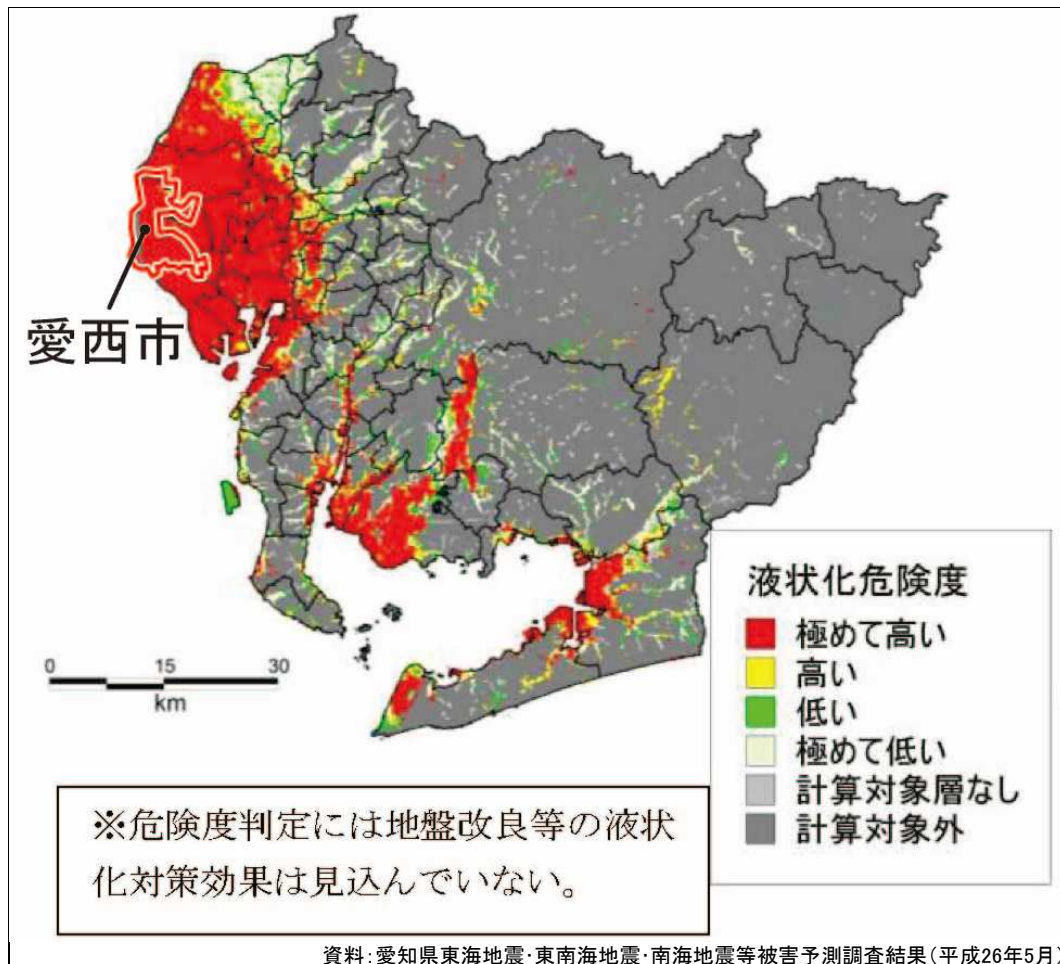 愛西市
0 15 30
km
液状化危険度
極めて高い
高い
低い
極めて低い
計算対象層なし
計算対象外
※危険度判定には地盤改良等の液状
化対策効果は見込んでいない。
資料：愛知県東海地震・東南海地震・南海地震等被害予測調査結果（平成26年5月）